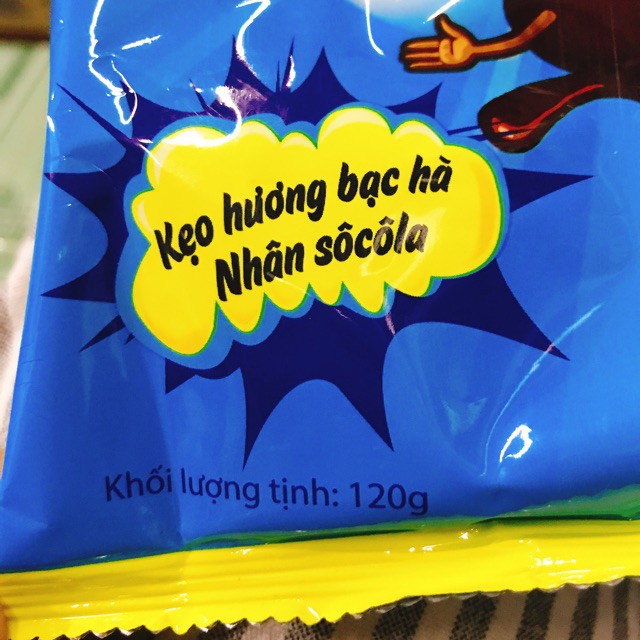 Kẹo hương bạc hà
Nhân sôcôla
Khối lượng tịnh: 120g